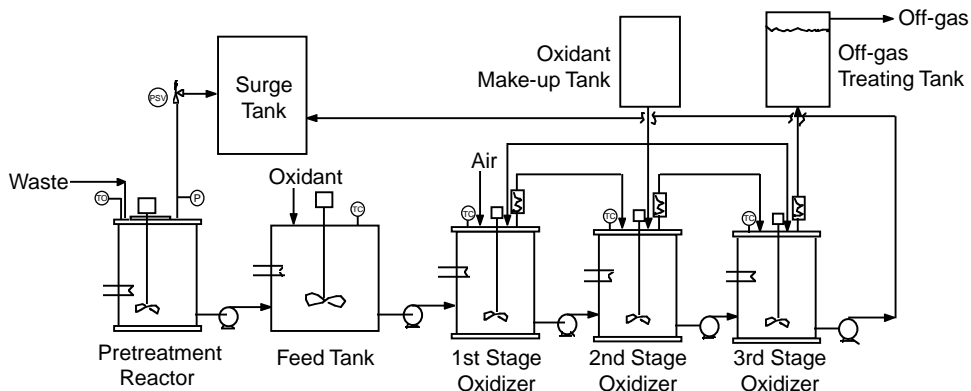 Off-gas
Oxidant
Make-up Tank
Off-gas
Treating Tank
Surge
Tank
PSV
Waste
TC
P
Oxidant
TC
Air
TC
TC
TC
Pretreatment
Reactor
Feed Tank
1st Stage
Oxidizer
2nd Stage
Oxidizer
3rd Stage
Oxidizer